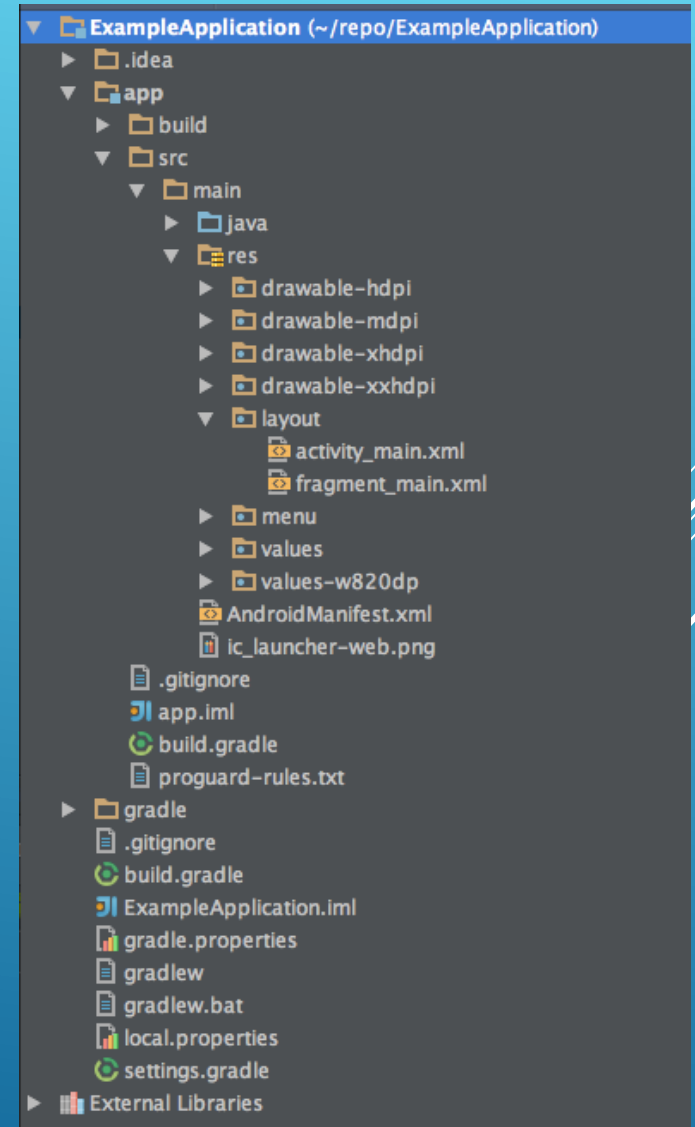 ExampleApplication (~/repo/ExampleApplication)
.idea
app
build
src
main
java
res
drawable-hdpi
drawable-mdpi
drawable-xhdpi
drawable-xxhdpi
layout
activity_main.xml
fragment_main.xml
menu
values
values-w820dp
AndroidManifest.xml
ic_launcher-web.png
.gitignore
app.iml
build.gradle
proguard-rules.txt
gradle
.gitignore
build.gradle
ExampleApplication.iml
gradle.properties
gradlew
gradlew.bat
local.properties
settings.gradle
External Libraries